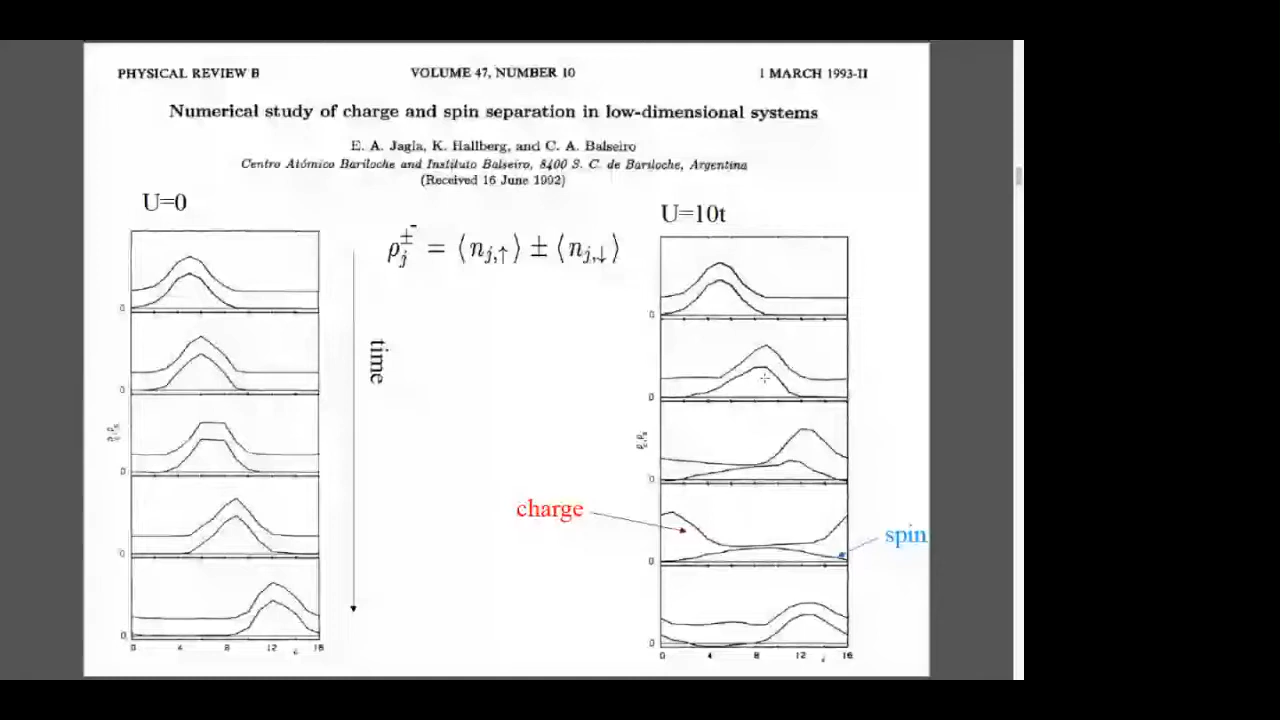 PHYSICAL REVIEW B VOLUME 47, NUMBER 10 1 MARCH 1993-II
Numerical study of charge and spin separation in low-dimensional systems
E. A. Jagla, K. Hallberg, and C. A. Balseiro
Centro Atómico Bariloche and Instituto Balseiro, 8400 S. C. de Bariloche, Argentina
(Received 16 June 1992)
U=0
ρ_j^± = ⟨n_{j,↑}⟩ ± ⟨n_{j,↓}⟩
U=10t
time
charge
spin
0
0
0
0
0
0 4 8 12 16
0
0
0
0
0
0 4 8 12 16